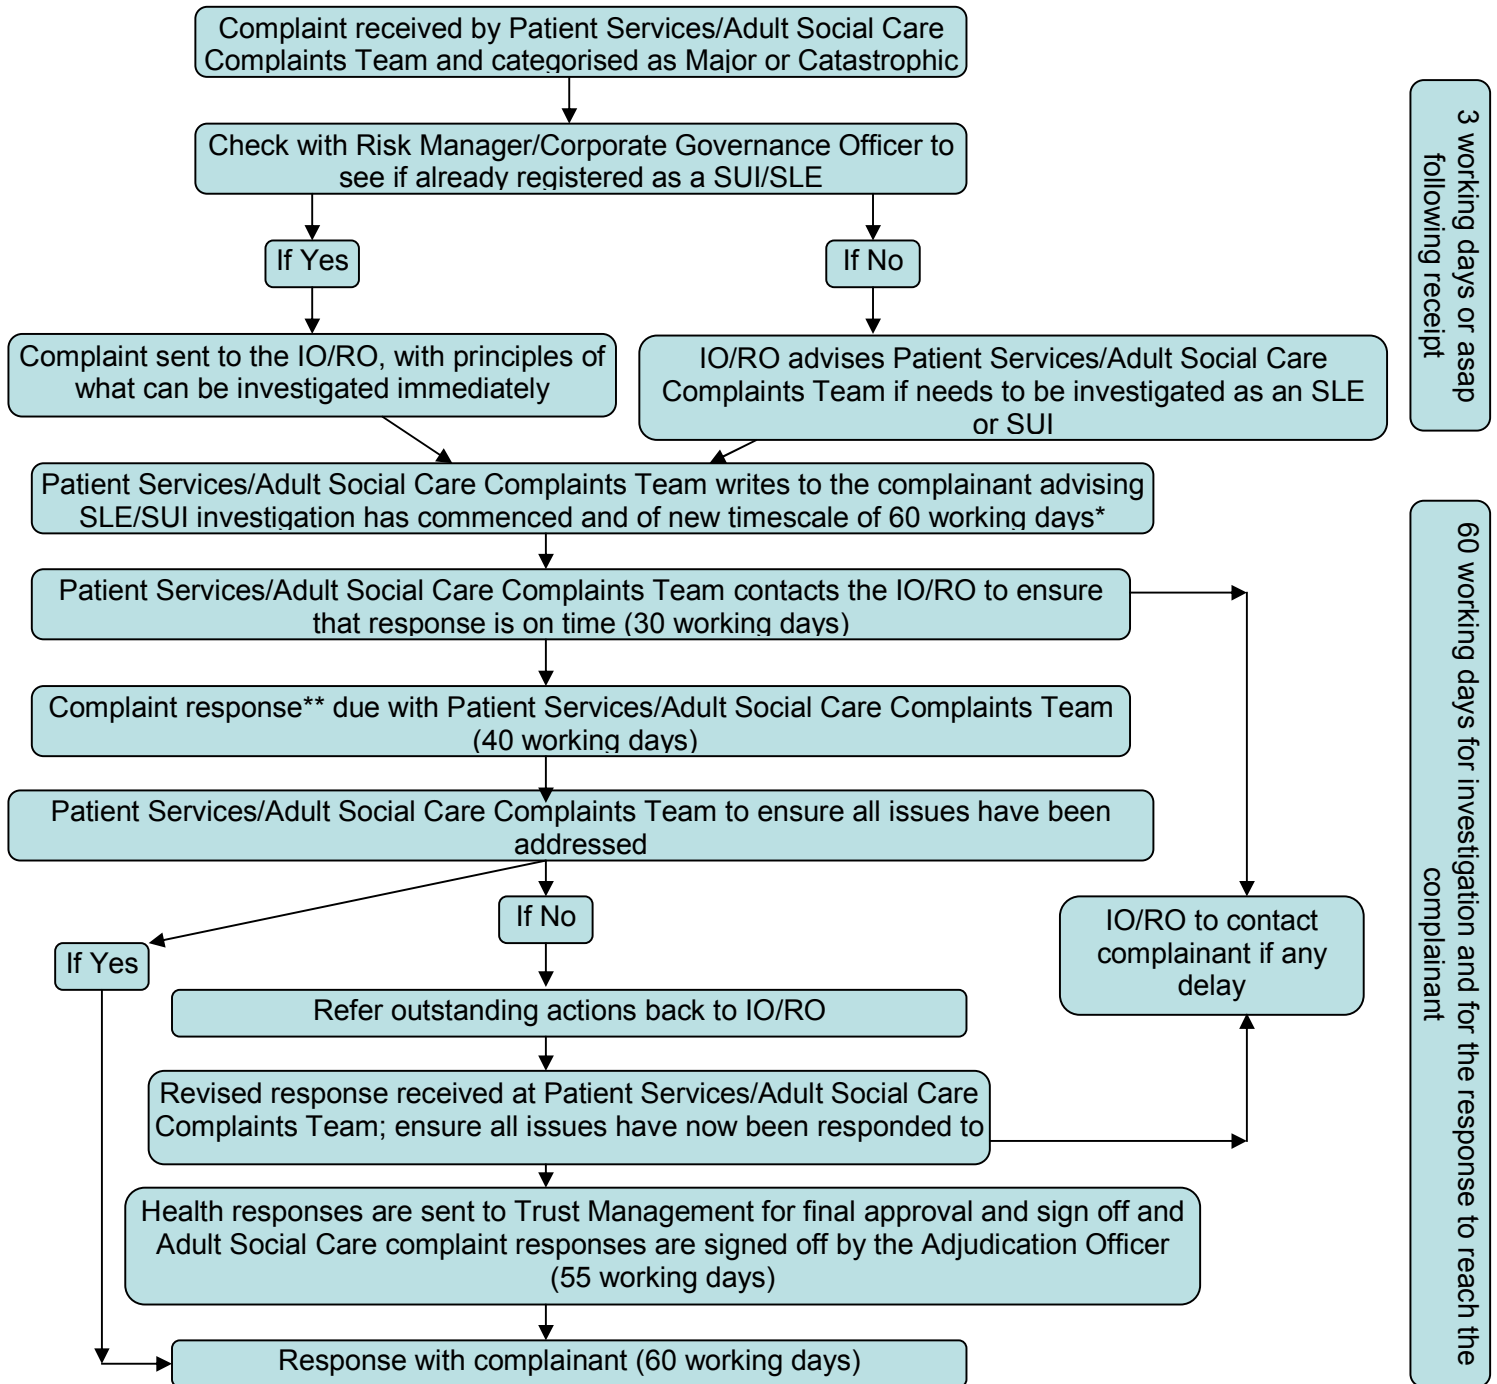 Complaint received by Patient Services/Adult Social Care
Complaints Team and categorised as Major or Catastrophic
Check with Risk Manager/Corporate Governance Officer to
see if already registered as a SUI/SLE
If Yes
If No
Complaint sent to the IO/RO, with principles of
what can be investigated immediately
IO/RO advises Patient Services/Adult Social Care
Complaints Team if needs to be investigated as an SLE
or SUI
3 working days or asap
following receipt
Patient Services/Adult Social Care Complaints Team writes to the complainant advising
SLE/SUI investigation has commenced and of new timescale of 60 working days*
Patient Services/Adult Social Care Complaints Team contacts the IO/RO to ensure
that response is on time (30 working days)
Complaint response** due with Patient Services/Adult Social Care Complaints Team
(40 working days)
Patient Services/Adult Social Care Complaints Team to ensure all issues have been
addressed
If No
If Yes
IO/RO to contact
complainant if any
delay
Refer outstanding actions back to IO/RO
Revised response received at Patient Services/Adult Social Care
Complaints Team; ensure all issues have now been responded to
Health responses are sent to Trust Management for final approval and sign off and
Adult Social Care complaint responses are signed off by the Adjudication Officer
(55 working days)
Response with complainant (60 working days)
60 working days for investigation and for the response to reach the
complainant